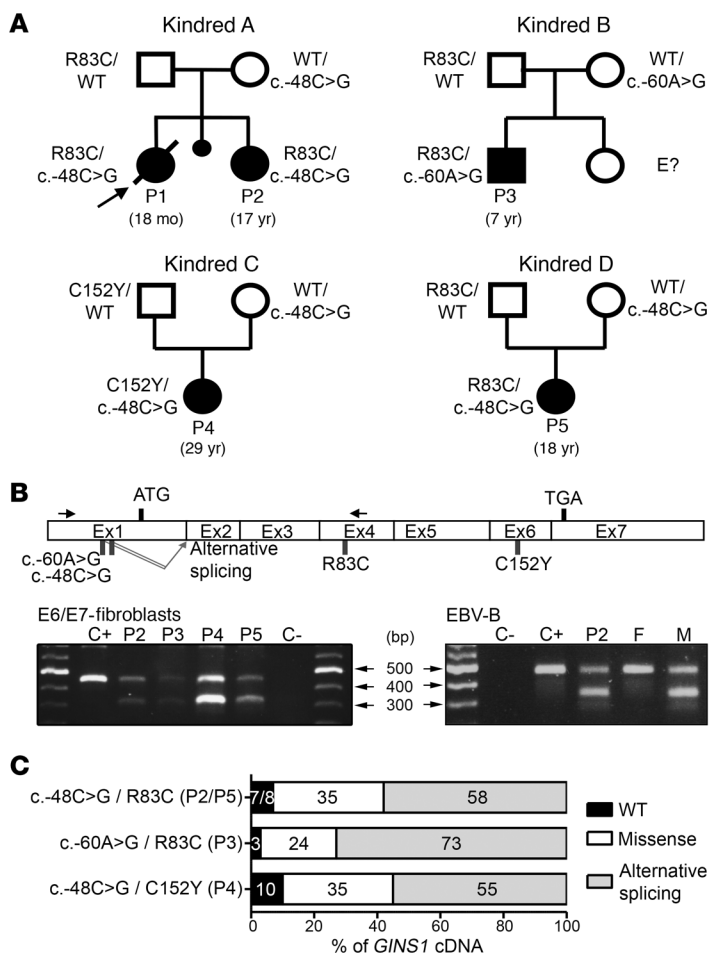 A
Kindred A
Kindred B
R83C/
WT
WT/
c.-48C>G
R83C/
WT
WT/
c.-60A>G
R83C/
c.-48C>G
P1
(18 mo)
P2
(17 yr)
R83C/
c.-48C>G
R83C/
c.-60A>G
P3
(7 yr)
E?
Kindred C
Kindred D
C152Y/
WT
WT/
c.-48C>G
R83C/
WT
WT/
c.-48C>G
C152Y/
c.-48C>G
P4
(29 yr)
R83C/
c.-48C>G
P5
(18 yr)
B
ATG
TGA
Ex1 Ex2 Ex3 Ex4 Ex5 Ex6 Ex7
c.-60A>G
c.-48C>G
Alternative
splicing
R83C
C152Y
E6/E7-fibroblasts
C+ P2 P3 P4 P5 C-
(bp)
500
400
300
EBV-B
C- C+ P2 F M
C
c.-48C>G / R83C (P2/P5) 7/8 35 58
c.-60A>G / R83C (P3) 3 24 73
c.-48C>G / C152Y (P4) 10 35 55
0 20 40 60 80 100
% of GINS1 cDNA
WT
Missense
Alternative
splicing